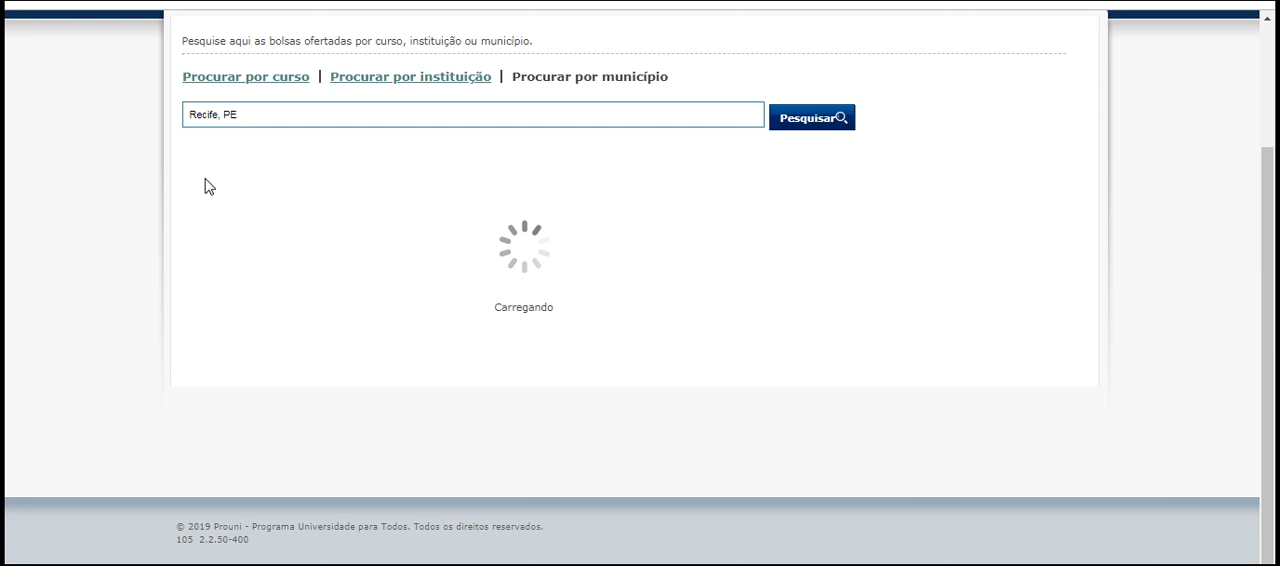 Pesquise aqui as bolsas ofertadas por curso, instituição ou município.
Procurar por curso | Procurar por instituição | Procurar por município
Recife, PE
Pesquisar
Carregando
© 2019 Prouni - Programa Universidade para Todos. Todos os direitos reservados.
105 2.2.50-400